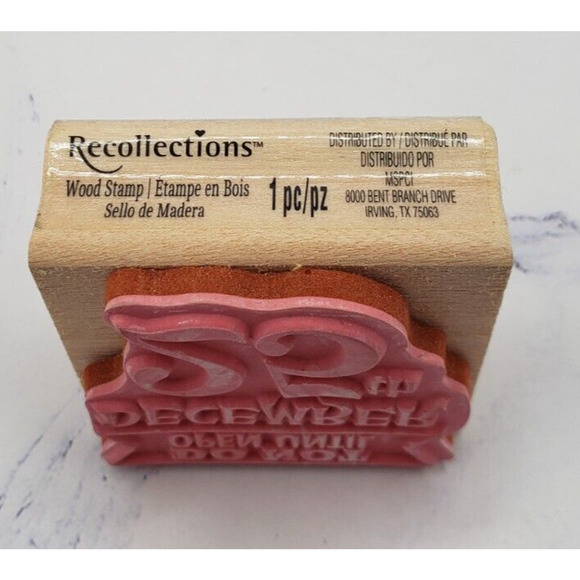 Recollections™
Wood Stamp | Étampe en Bois
Sello de Madera
1 pc/pz
DISTRIBUTED BY / DISTRIBUÉ PAR
DISTRIBUIDO POR
MSPCI
8000 BENT BRANCH DRIVE
IRVING, TX 75063
DO NOT
OPEN UNTIL
DECEMBER
25th